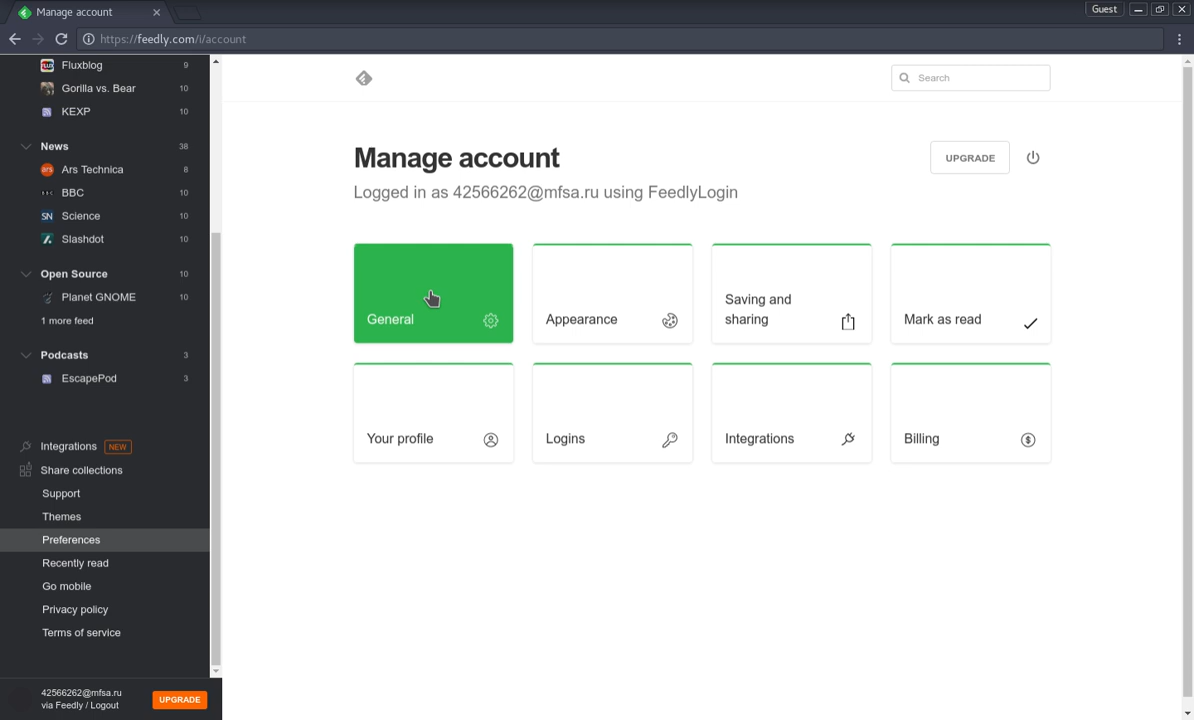 Manage account
Guest
https://feedly.com/i/account
Fluxblog 9
Gorilla vs. Bear 10
KEXP 10
News 38
Ars Technica 8
BBC 10
Science 10
Slashdot 10
Open Source 10
Planet GNOME 10
1 more feed
Podcasts 3
EscapePod 3
Integrations NEW
Share collections
Support
Themes
Preferences
Recently read
Go mobile
Privacy policy
Terms of service
42566262@mfsa.ru
via Feedly / Logout
UPGRADE
Search
Manage account
UPGRADE
Logged in as 42566262@mfsa.ru using FeedlyLogin
General
Appearance
Saving and
sharing
Mark as read
Your profile
Logins
Integrations
Billing